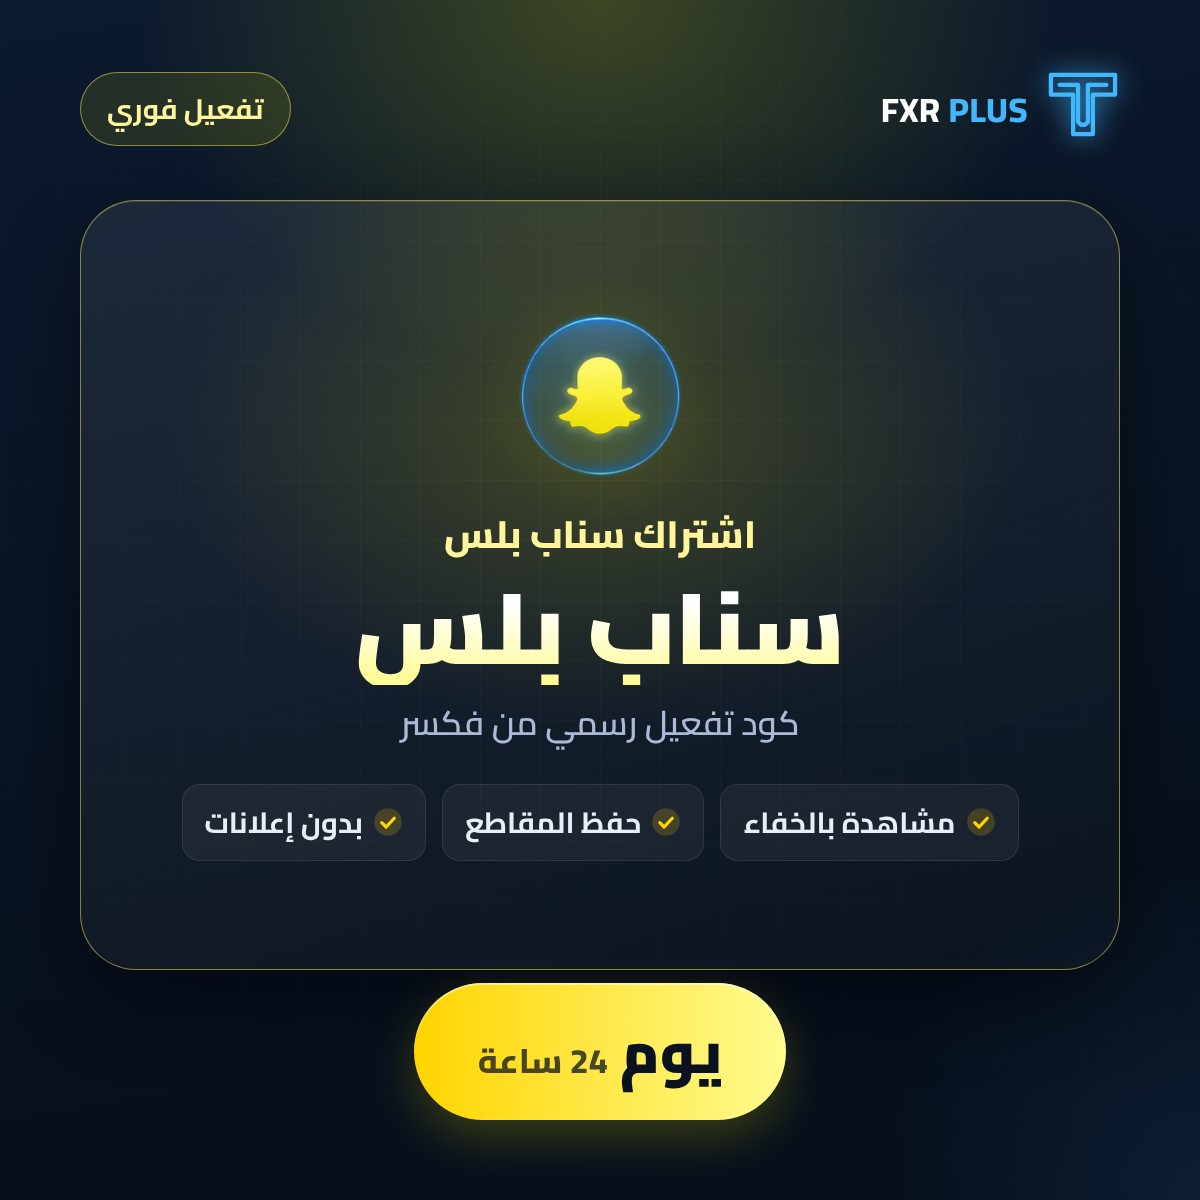 FXR PLUS
تفعيل فوري
اشتراك سناب بلس
سناب بلس
كود تفعيل رسمي من فكسر
مشاهدة بالخفاء
حفظ المقاطع
بدون إعلانات
يوم 24 ساعة